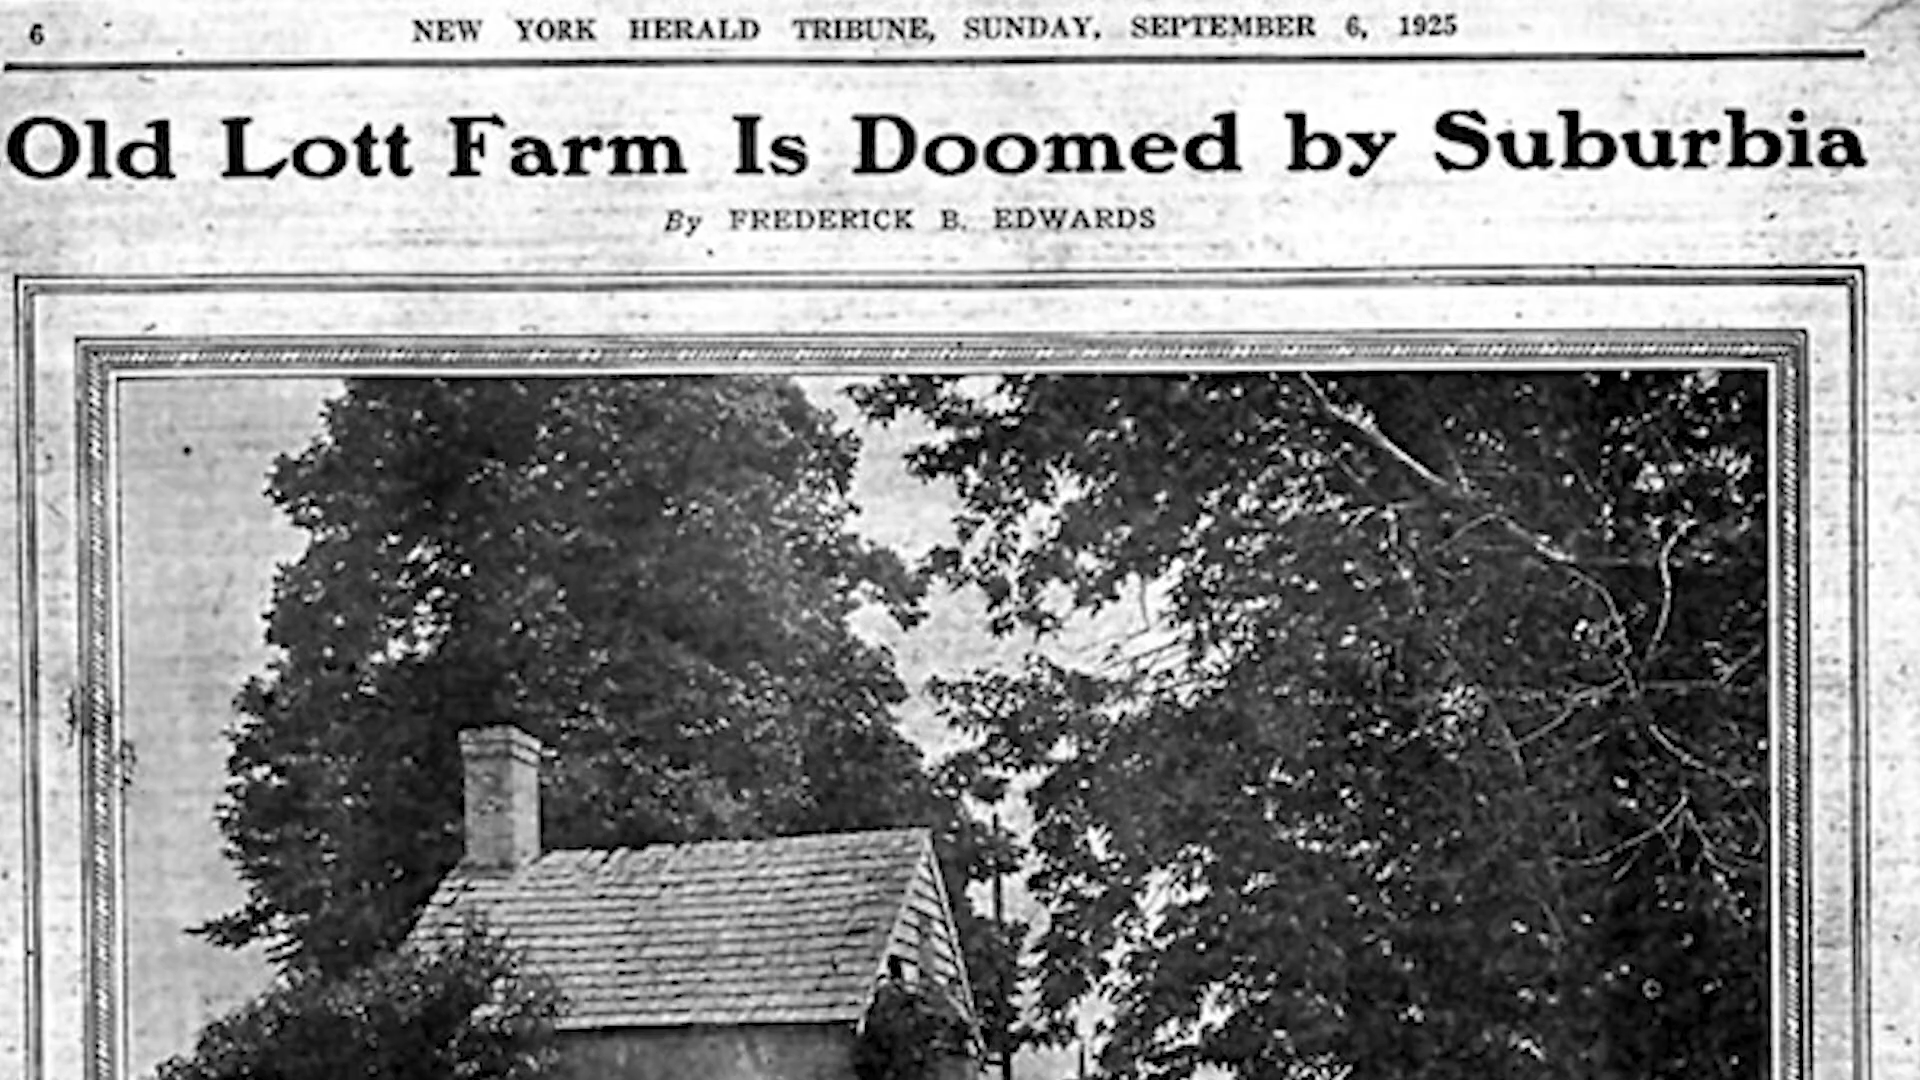 6
NEW YORK HERALD TRIBUNE, SUNDAY, SEPTEMBER 6, 1925
Old Lott Farm Is Doomed by Suburbia
By FREDERICK B. EDWARDS